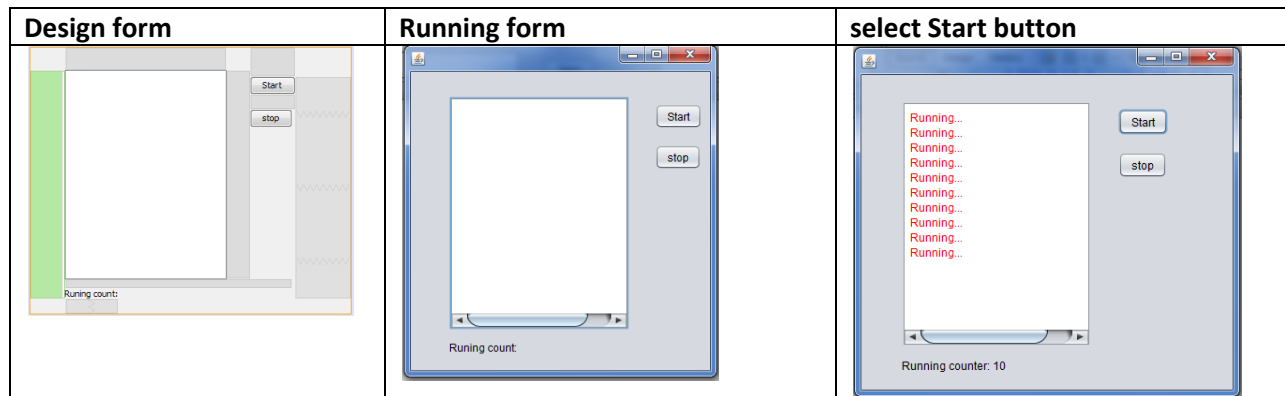 Design form
Running form
select Start button
Start
stop
Runing count:
Start
stop
Runing count:
Running...
Running...
Running...
Running...
Running...
Running...
Running...
Running...
Running...
Running...
Start
stop
Running counter: 10